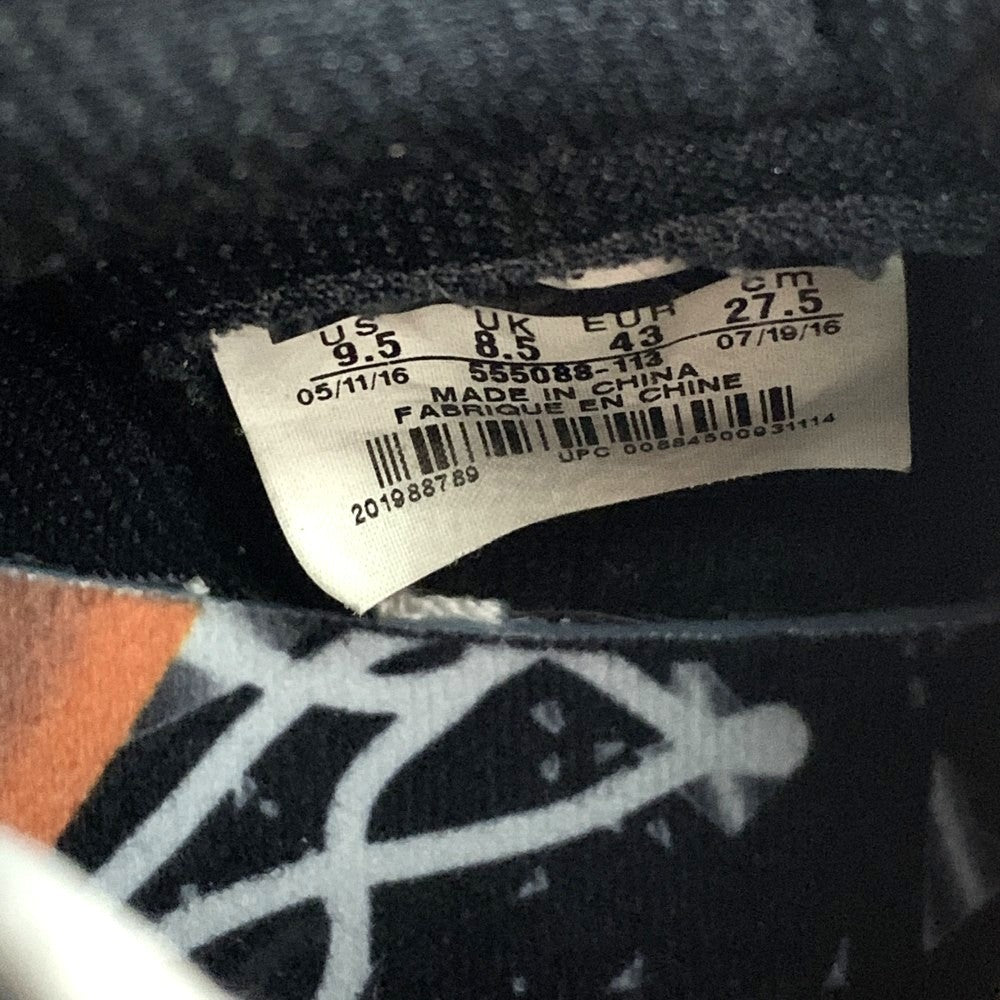 US UK EUR cm
9.5 8.5 43 27.5
05/11/16 07/19/16
555088-113
MADE IN CHINA
FABRIQUE EN CHINE
UPC 00884500031114
201988789